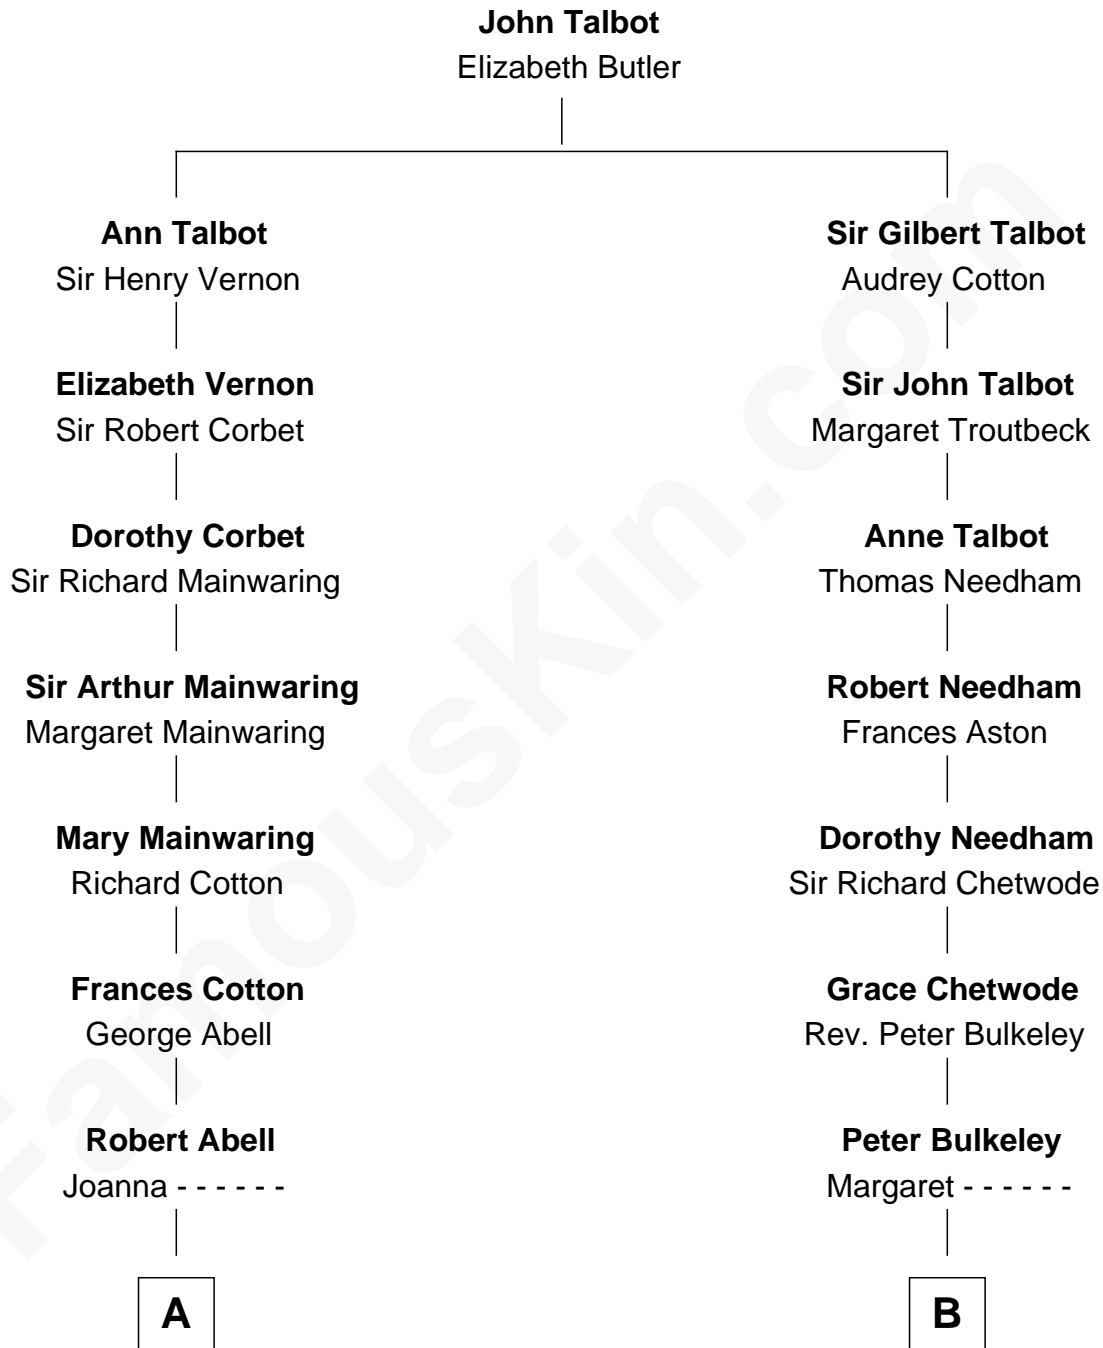 John Talbot
Elizabeth Butler
Ann Talbot
Sir Henry Vernon
Sir Gilbert Talbot
Audrey Cotton
Elizabeth Vernon
Sir Robert Corbet
Sir John Talbot
Margaret Troutbeck
Dorothy Corbet
Sir Richard Mainwaring
Anne Talbot
Thomas Needham
Sir Arthur Mainwaring
Margaret Mainwaring
Robert Needham
Frances Aston
Mary Mainwaring
Richard Cotton
Dorothy Needham
Sir Richard Chetwode
Frances Cotton
George Abell
Grace Chetwode
Rev. Peter Bulkeley
Robert Abell
Joanna - - - - - -
Peter Bulkeley
Margaret - - - - - -
A
B
FamousKin.com